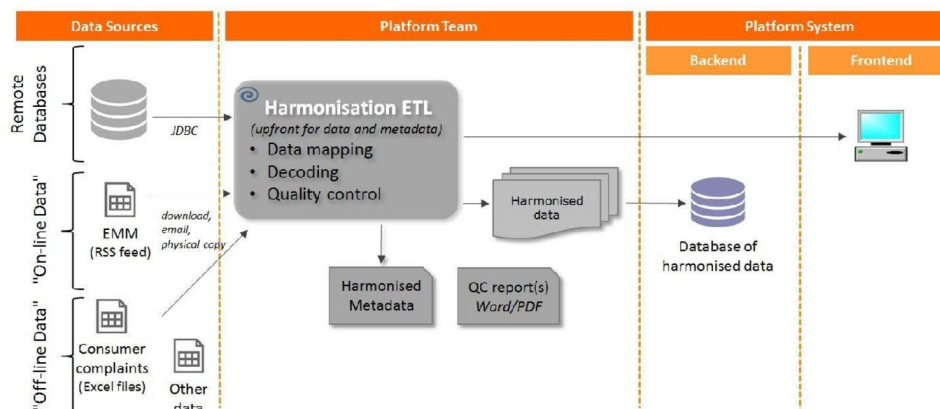 Data Sources
Platform Team
Platform System
Backend
Frontend
Remote
Databases
JDBC
Harmonisation ETL
(upfront for data and metadata)
• Data mapping
• Decoding
• Quality control
"On-line Data"
EMM
(RSS feed)
download,
email,
physical copy
Harmonised
data
Database of
harmonised data
Harmonised
Metadata
QC report(s)
Word/PDF
"Off-line Data"
Consumer
complaints
(Excel files)
Other
data